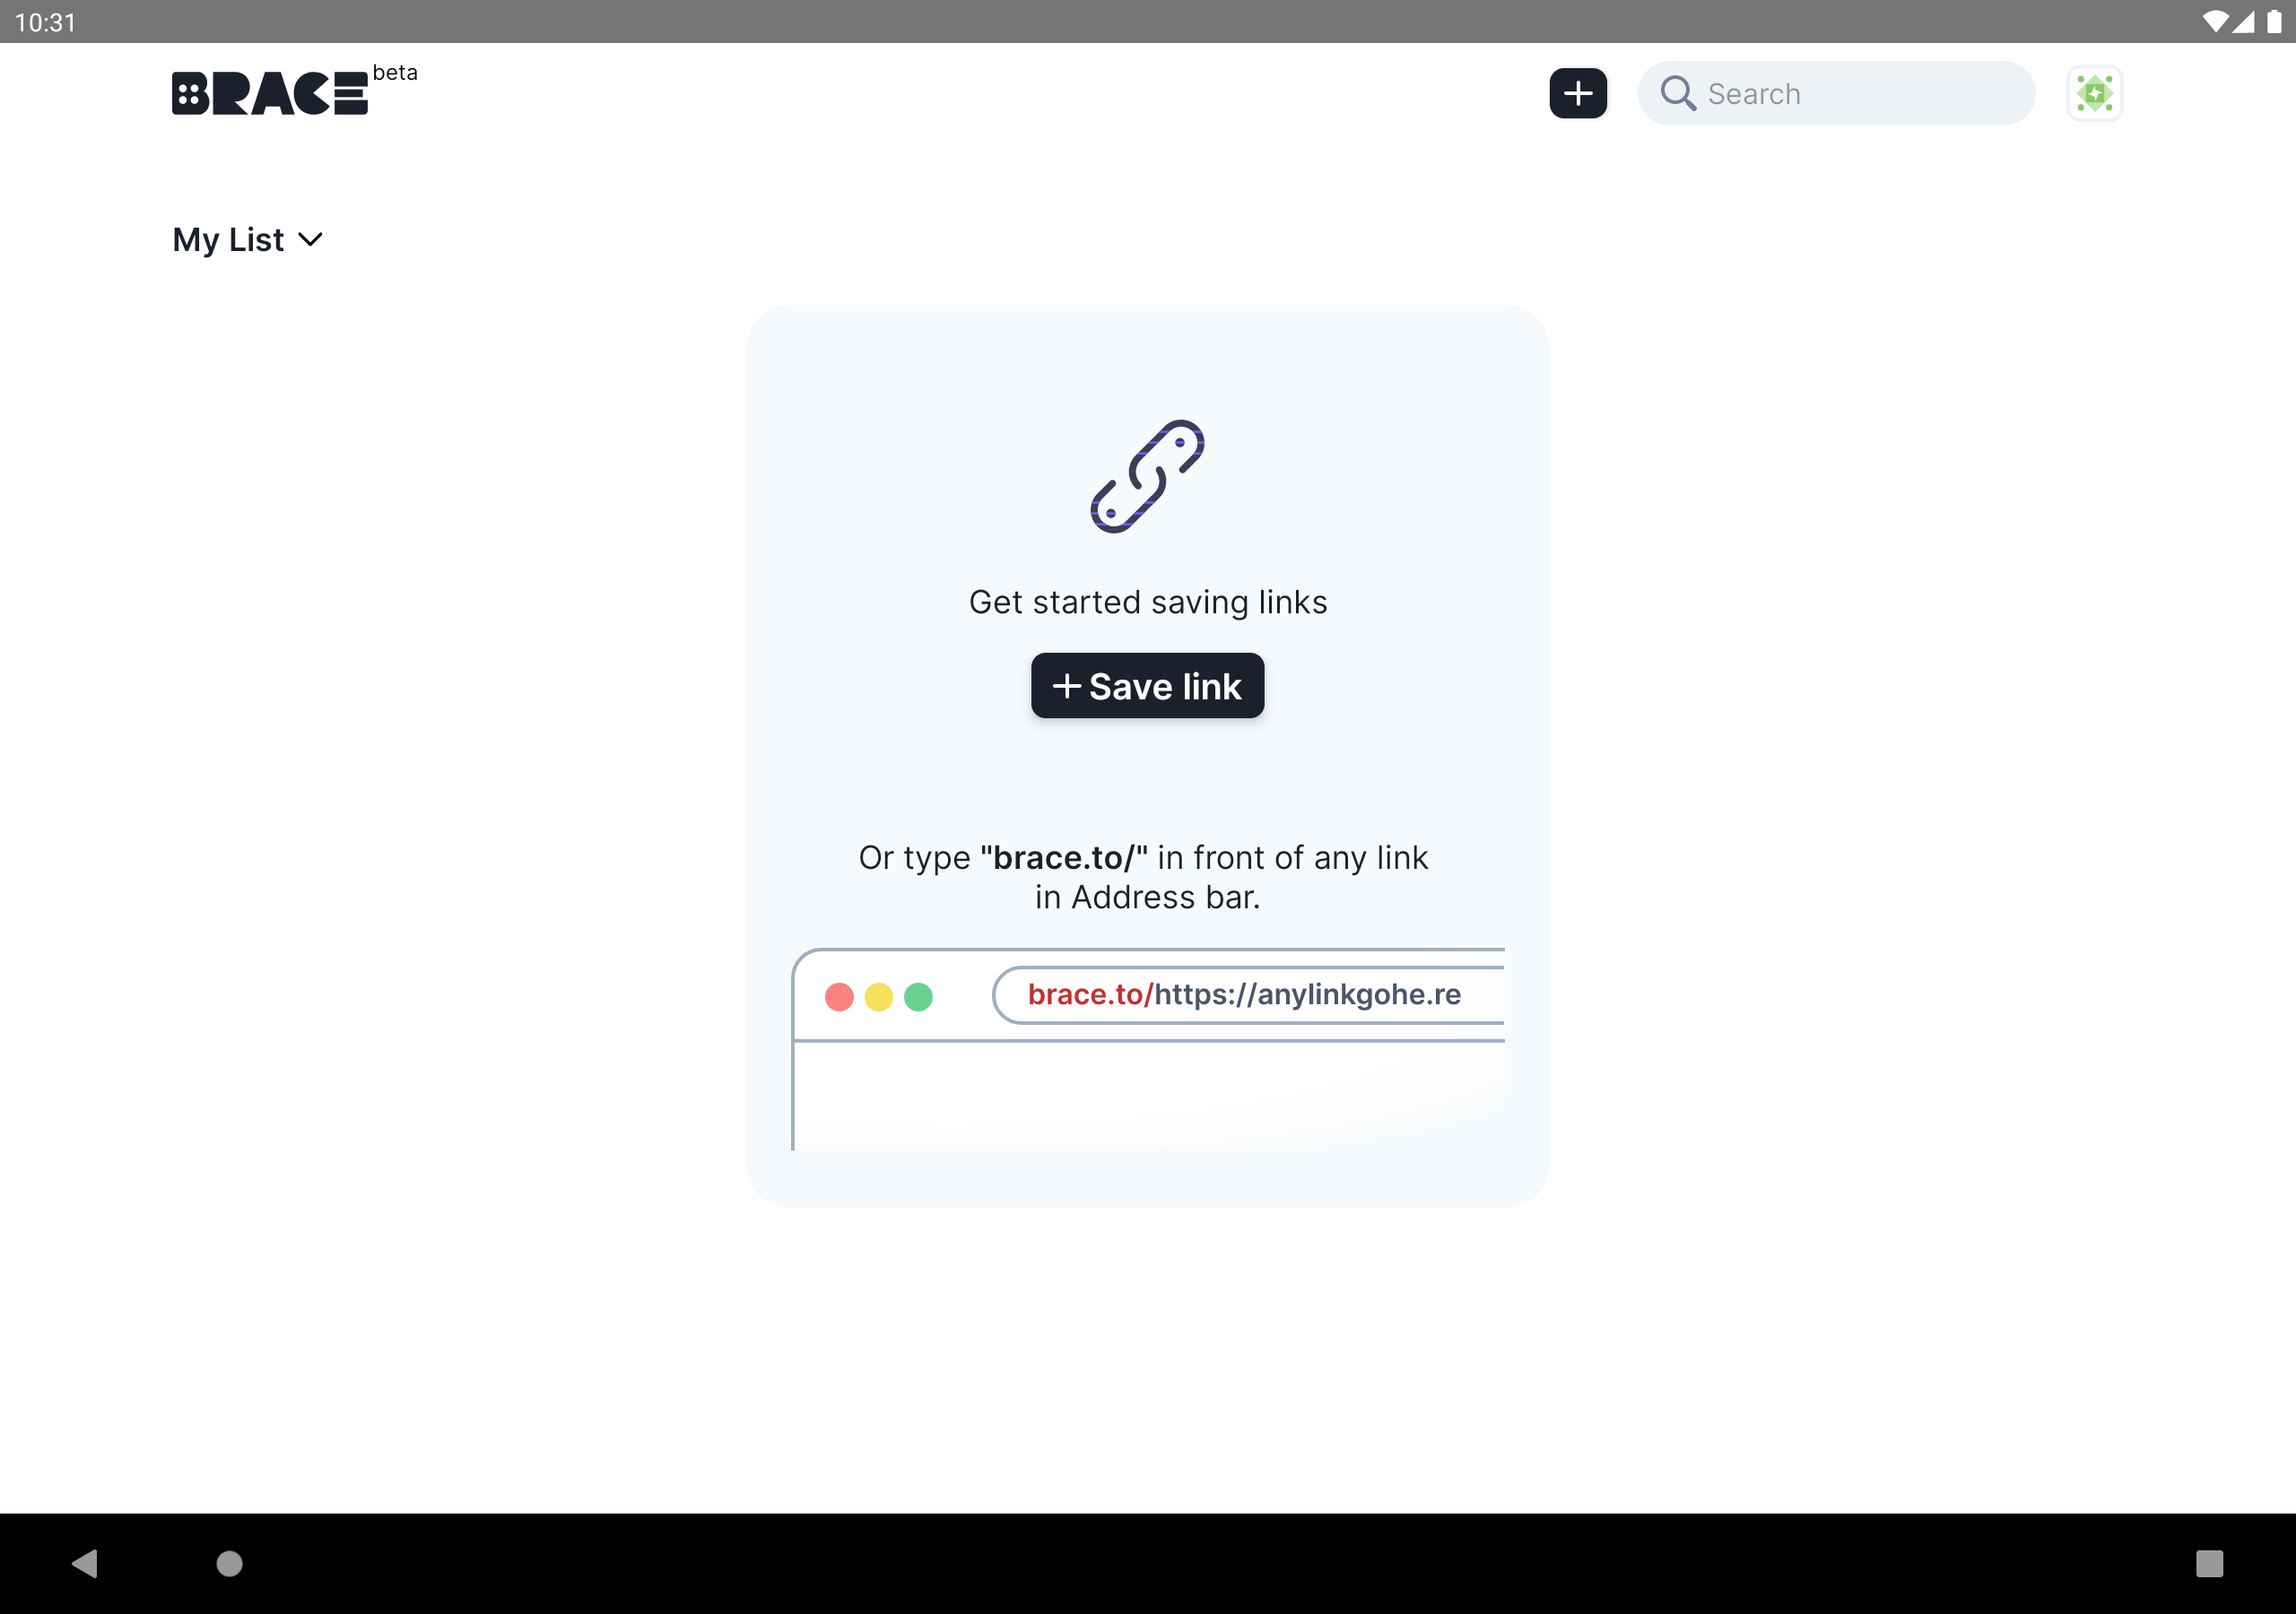 10:31
BRACE beta
Search
My List
Get started saving links
Save link
Or type "brace.to/" in front of any link
in Address bar.
brace.to/https://anylinkgohe.re